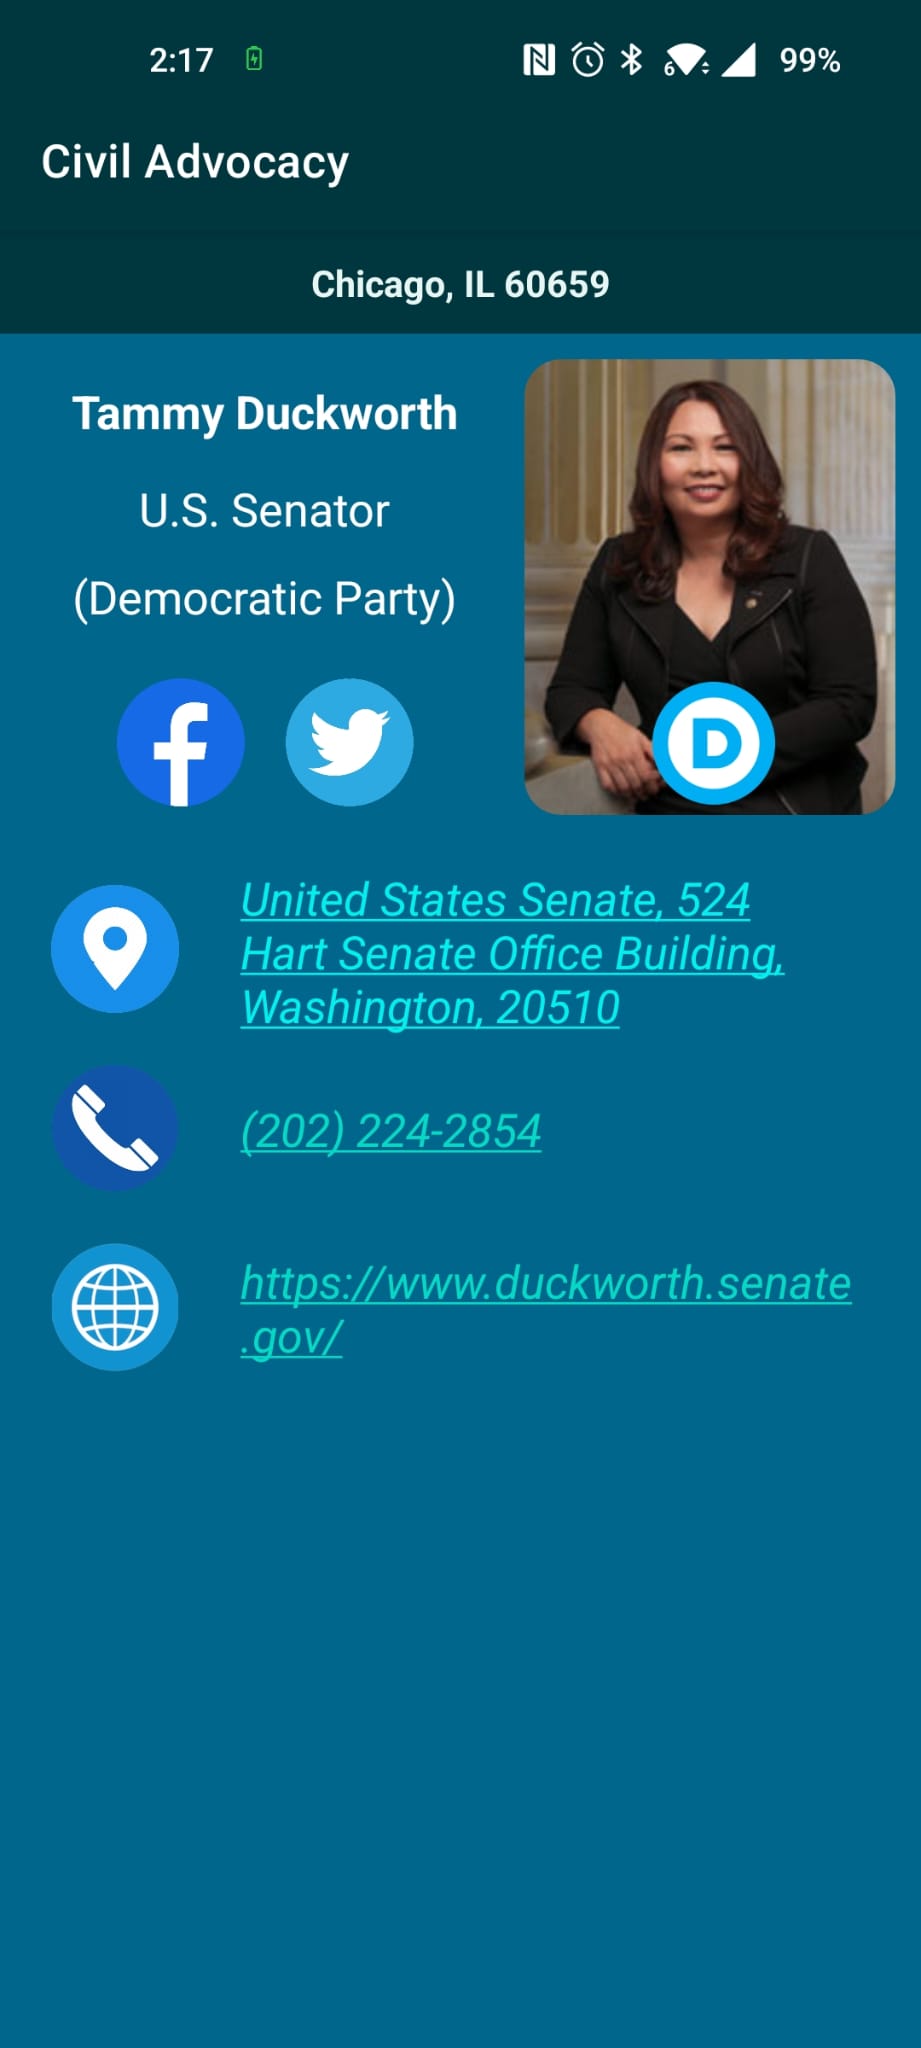 2:17
6
99%
Civil Advocacy
Chicago, IL 60659
Tammy Duckworth
U.S. Senator
(Democratic Party)
D
United States Senate, 524
Hart Senate Office Building,
Washington, 20510
(202) 224-2854
https://www.duckworth.senate
.gov/